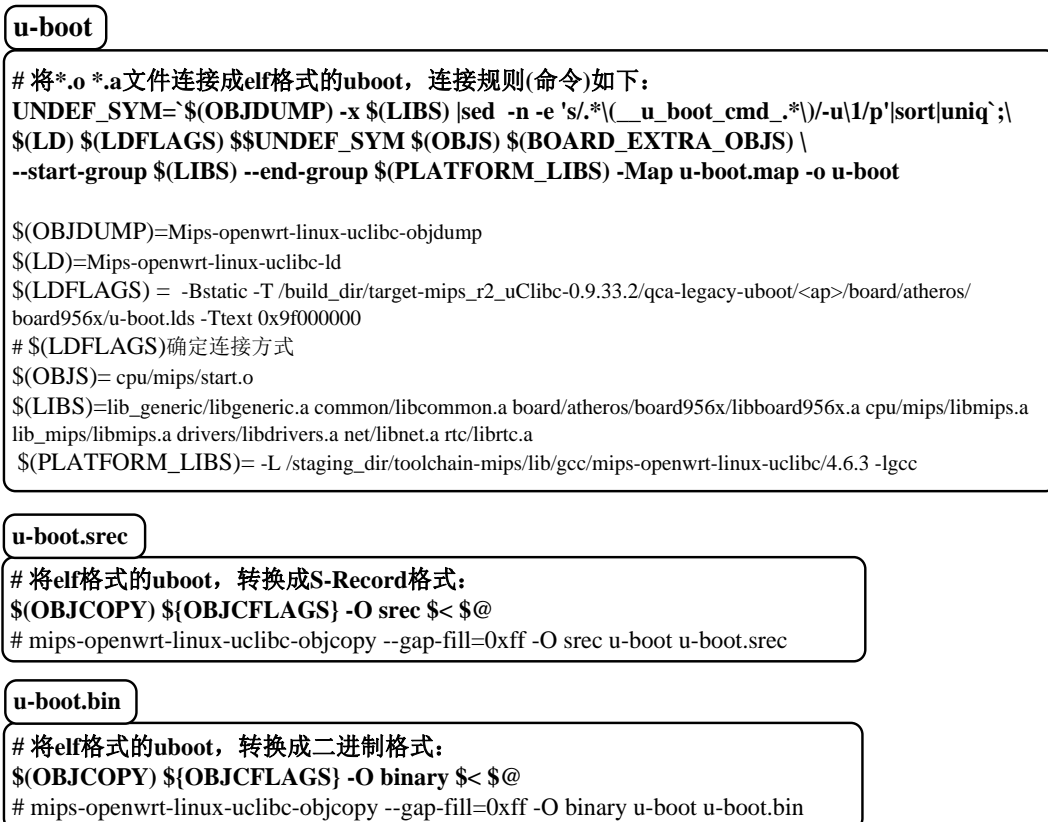 u-boot
# 将*.o *.a文件连接成elf格式的uboot，连接规则(命令)如下：
UNDEF_SYM=`$(OBJDUMP) -x $(LIBS) |sed  -n -e 's/.*\(__u_boot_cmd_.*\)/-u\1/p'|sort|uniq`;\
$(LD) $(LDFLAGS) $$UNDEF_SYM $(OBJS) $(BOARD_EXTRA_OBJS) \
--start-group $(LIBS) --end-group $(PLATFORM_LIBS) -Map u-boot.map -o u-boot
$(OBJDUMP)=Mips-openwrt-linux-uclibc-objdump
$(LD)=Mips-openwrt-linux-uclibc-ld
$(LDFLAGS) =  -Bstatic -T /build_dir/target-mips_r2_uClibc-0.9.33.2/qca-legacy-uboot/<ap>/board/atheros/
board956x/u-boot.lds -Ttext 0x9f000000
# $(LDFLAGS)确定连接方式
$(OBJS)= cpu/mips/start.o
$(LIBS)=lib_generic/libgeneric.a common/libcommon.a board/atheros/board956x/libboard956x.a cpu/mips/libmips.a
lib_mips/libmips.a drivers/libdrivers.a net/libnet.a rtc/librtc.a
$(PLATFORM_LIBS)= -L /staging_dir/toolchain-mips/lib/gcc/mips-openwrt-linux-uclibc/4.6.3 -lgcc
u-boot.srec
# 将elf格式的uboot，转换成S-Record格式：
$(OBJCOPY) ${OBJCFLAGS} -O srec $< $@
# mips-openwrt-linux-uclibc-objcopy --gap-fill=0xff -O srec u-boot u-boot.srec
u-boot.bin
# 将elf格式的uboot，转换成二进制格式：
$(OBJCOPY) ${OBJCFLAGS} -O binary $< $@
# mips-openwrt-linux-uclibc-objcopy --gap-fill=0xff -O binary u-boot u-boot.bin